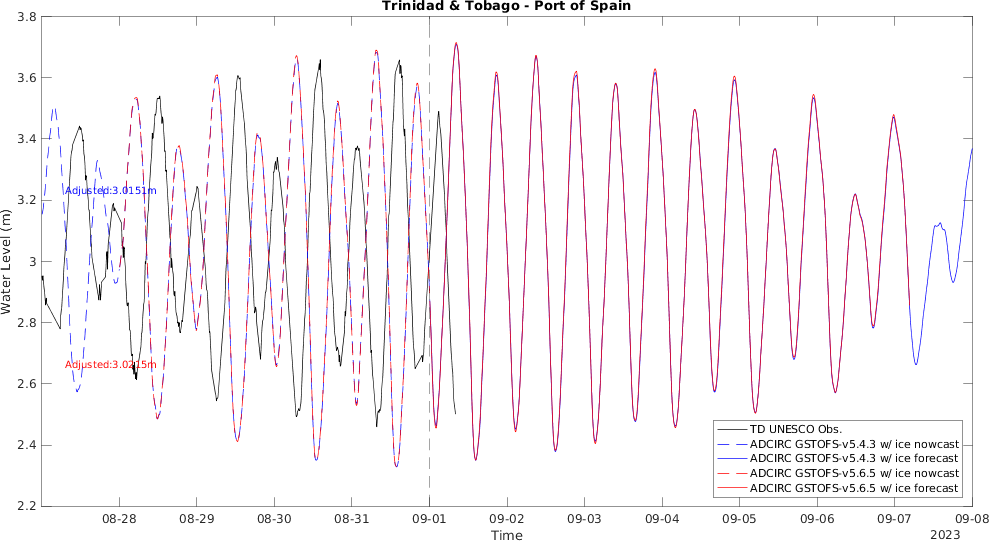 Trinidad & Tobago - Port of Spain
3.8
3.6
3.4
3.2
3
2.8
2.6
2.4
2.2
Water Level (m)
Adjusted:3.0151m
Adjusted:3.0215m
TD UNESCO Obs.
ADCIRC GSTOFS-v5.4.3 w/ ice nowcast
ADCIRC GSTOFS-v5.4.3 w/ ice forecast
ADCIRC GSTOFS-v5.6.5 w/ ice nowcast
ADCIRC GSTOFS-v5.6.5 w/ ice forecast
08-28 08-29 08-30 08-31 09-01 09-02 09-03 09-04 09-05 09-06 09-07 09-08
Time
2023